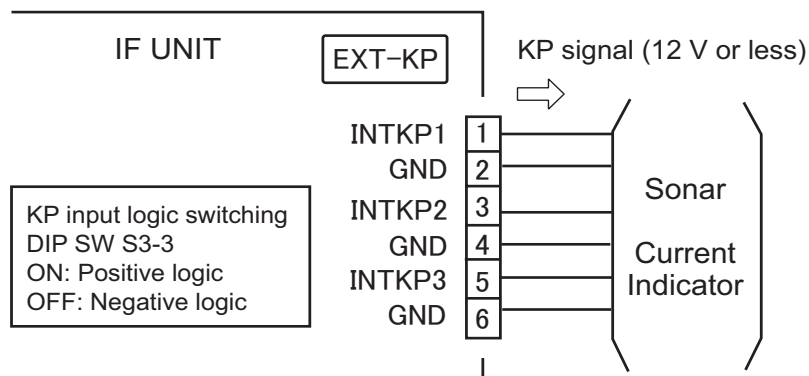 IF UNIT
EXT-KP
KP signal (12 V or less)
INTKP1 1
GND 2
INTKP2 3
GND 4
INTKP3 5
GND 6
KP input logic switching
DIP SW S3-3
ON: Positive logic
OFF: Negative logic
Sonar
Current
Indicator